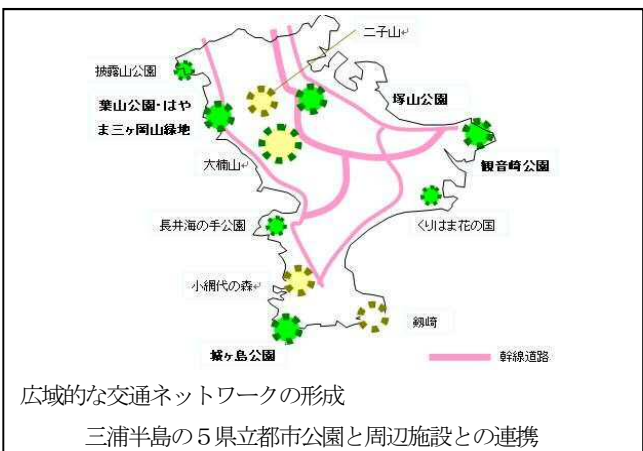 二子山↵
披露山公園
葉山公園・はや
ま三ヶ岡山緑地
塚山公園
観音崎公園
大楠山↵
長井海の手公園
くりはま花の国
小網代の森↵
剱崎
城ヶ島公園
幹線道路
広域的な交通ネットワークの形成
三浦半島の5県立都市公園と周辺施設との連携